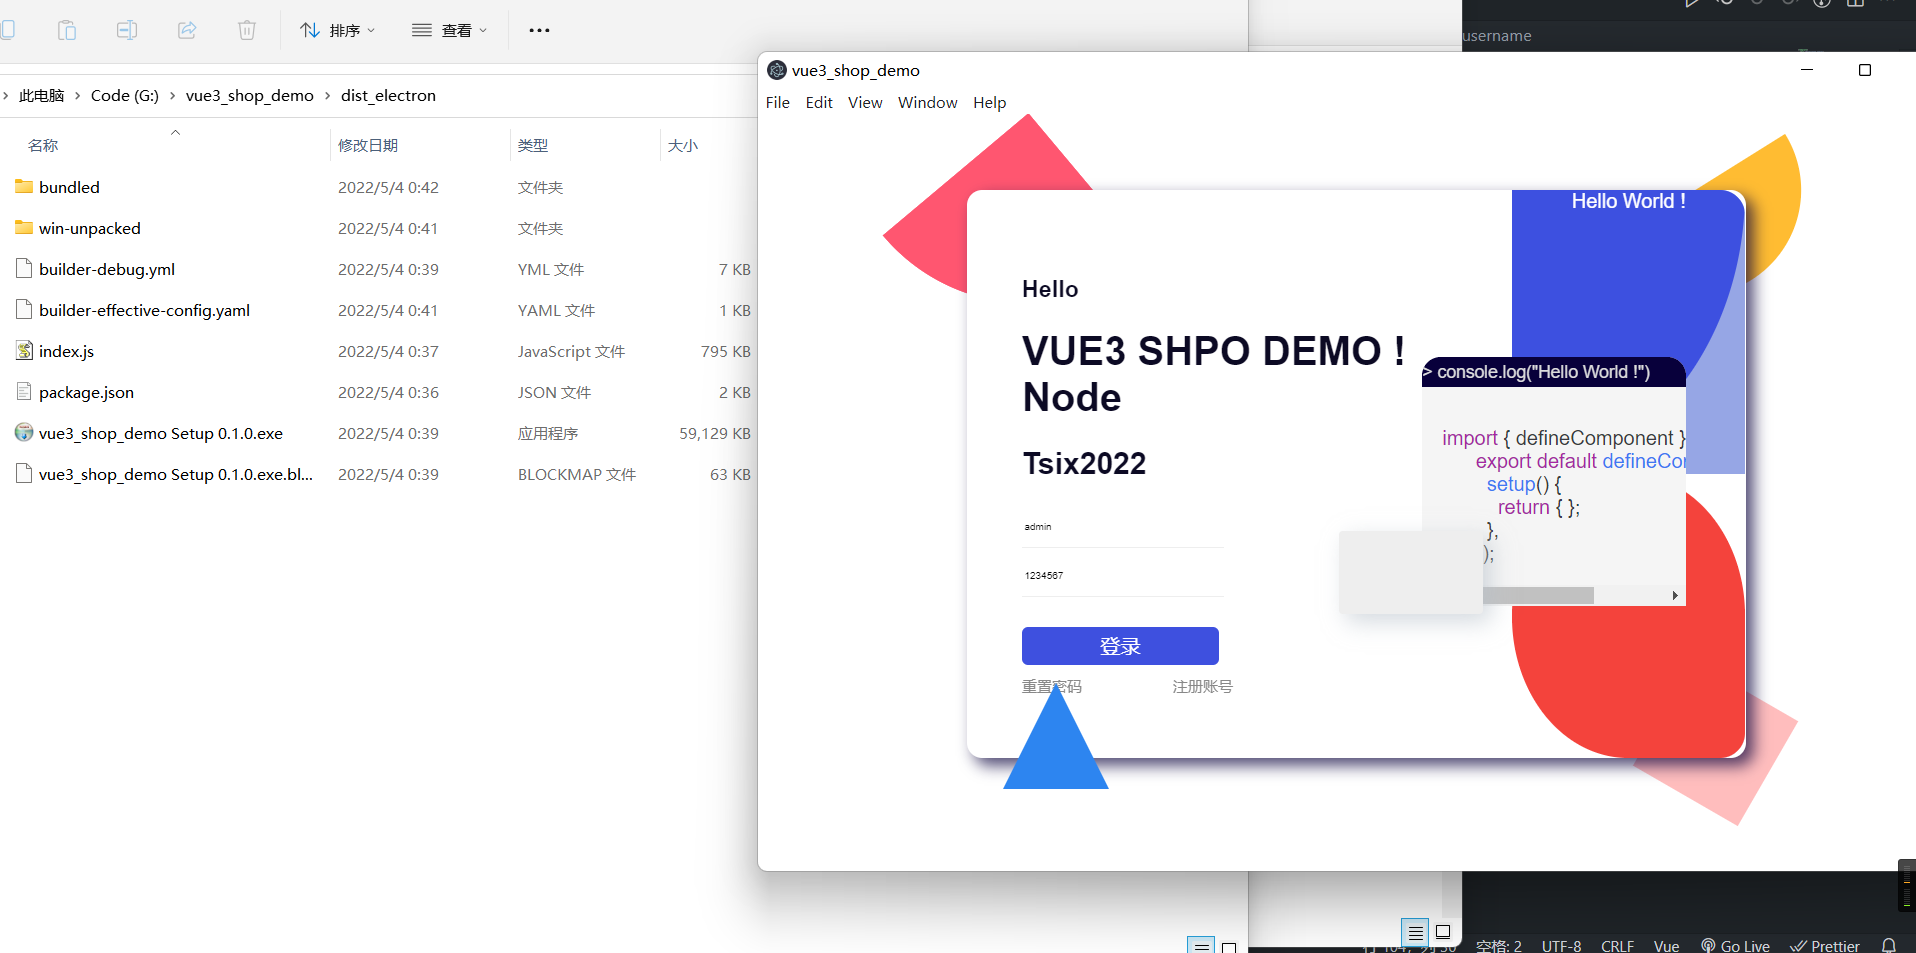 排序
查看
此电脑 > Code (G:) > vue3_shop_demo > dist_electron
名称 修改日期 类型 大小
bundled 2022/5/4 0:42 文件夹
win-unpacked 2022/5/4 0:41 文件夹
builder-debug.yml 2022/5/4 0:39 YML 文件 7 KB
builder-effective-config.yaml 2022/5/4 0:41 YAML 文件 1 KB
index.js 2022/5/4 0:37 JavaScript 文件 795 KB
package.json 2022/5/4 0:36 JSON 文件 2 KB
vue3_shop_demo Setup 0.1.0.exe 2022/5/4 0:39 应用程序 59,129 KB
vue3_shop_demo Setup 0.1.0.exe.bl... 2022/5/4 0:39 BLOCKMAP 文件 63 KB
username
vue3_shop_demo
File Edit View Window Help
Hello World !
Hello
VUE3 SHPO DEMO !
Node
Tsix2022
admin
1234567
登录
重置密码 注册账号
> console.log("Hello World !")
import { defineComponent }
export default defineCo
setup() {
return { };
},
);
空格: 2 UTF-8 CRLF Vue Go Live Prettier